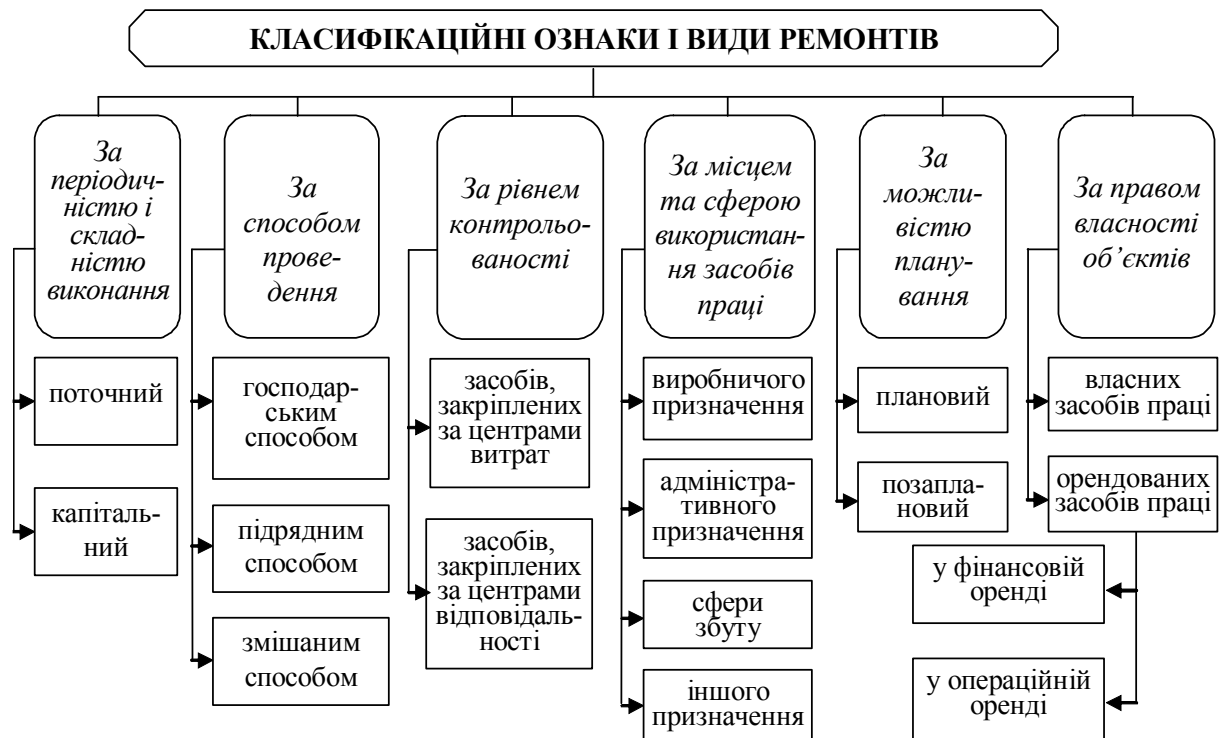 КЛАСИФІКАЦІЙНІ ОЗНАКИ І ВИДИ РЕМОНТІВ
За
періодич-
ністю і
склад-
ністю
виконання
поточний
капіталь-
ний
За
способом
прове-
дення
господар-
ським
способом
підрядним
способом
змішаним
способом
За рівнем
контрольо-
ваності
засобів,
закріплених
за центрами
витрат
засобів,
закріплених
за центрами
відповідаль-
ності
За місцем
та сферою
використан-
ня засобів
праці
виробничого
призначення
адміністра-
тивного
призначення
сфери
збуту
іншого
призначення
За
можли-
вістю
плану-
вання
плановий
позапла-
новий
За правом
власності
об’єктів
власних
засобів праці
орендованих
засобів праці
у фінансовій
оренді
у операційній
оренді